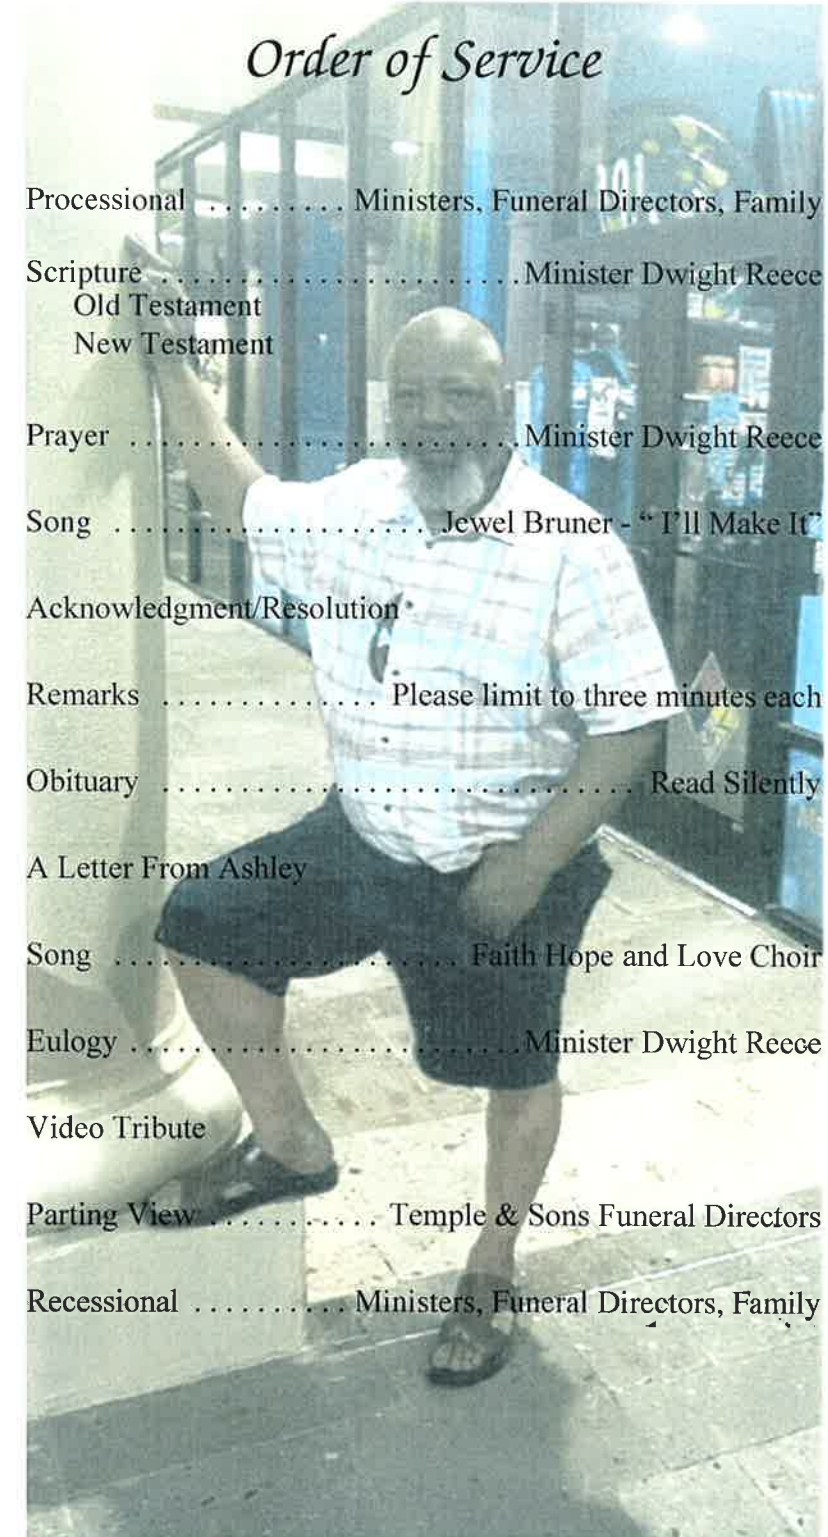 Order of Service
Processional ......... Ministers, Funeral Directors, Family
Scripture ....................... Minister Dwight Reece
Old Testament
New Testament
Prayer ......................... Minister Dwight Reece
Song .................... Jewel Bruner - “ I’ll Make It”
Acknowledgment/Resolution
Remarks .............. Please limit to three minutes each
Obituary .............................. Read Silently
A Letter From Ashley
Song ...................... Faith Hope and Love Choir
Eulogy ......................... Minister Dwight Reece
Video Tribute
Parting View ........... Temple & Sons Funeral Directors
Recessional .......... Ministers, Funeral Directors, Family